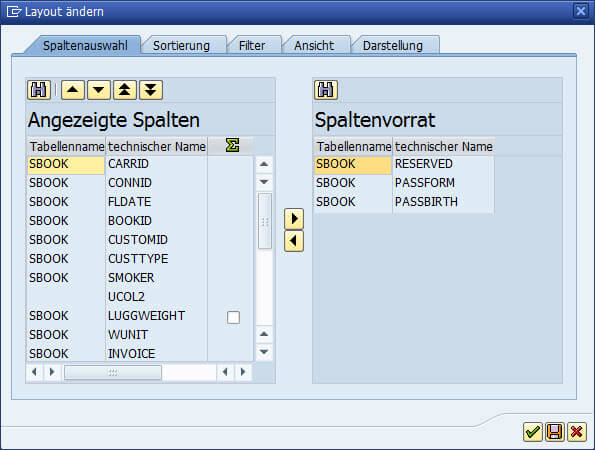 Layout ändern
Spaltenauswahl Sortierung Filter Ansicht Darstellung
Angezeigte Spalten
Tabellenname technischer Name Σ
SBOOK CARRID
SBOOK CONNID
SBOOK FLDATE
SBOOK BOOKID
SBOOK CUSTOMID
SBOOK CUSTTYPE
SBOOK SMOKER
UCOL2
SBOOK LUGGWEIGHT
SBOOK WUNIT
SBOOK INVOICE
Spaltenvorrat
Tabellenname technischer Name
SBOOK RESERVED
SBOOK PASSFORM
SBOOK PASSBIRTH